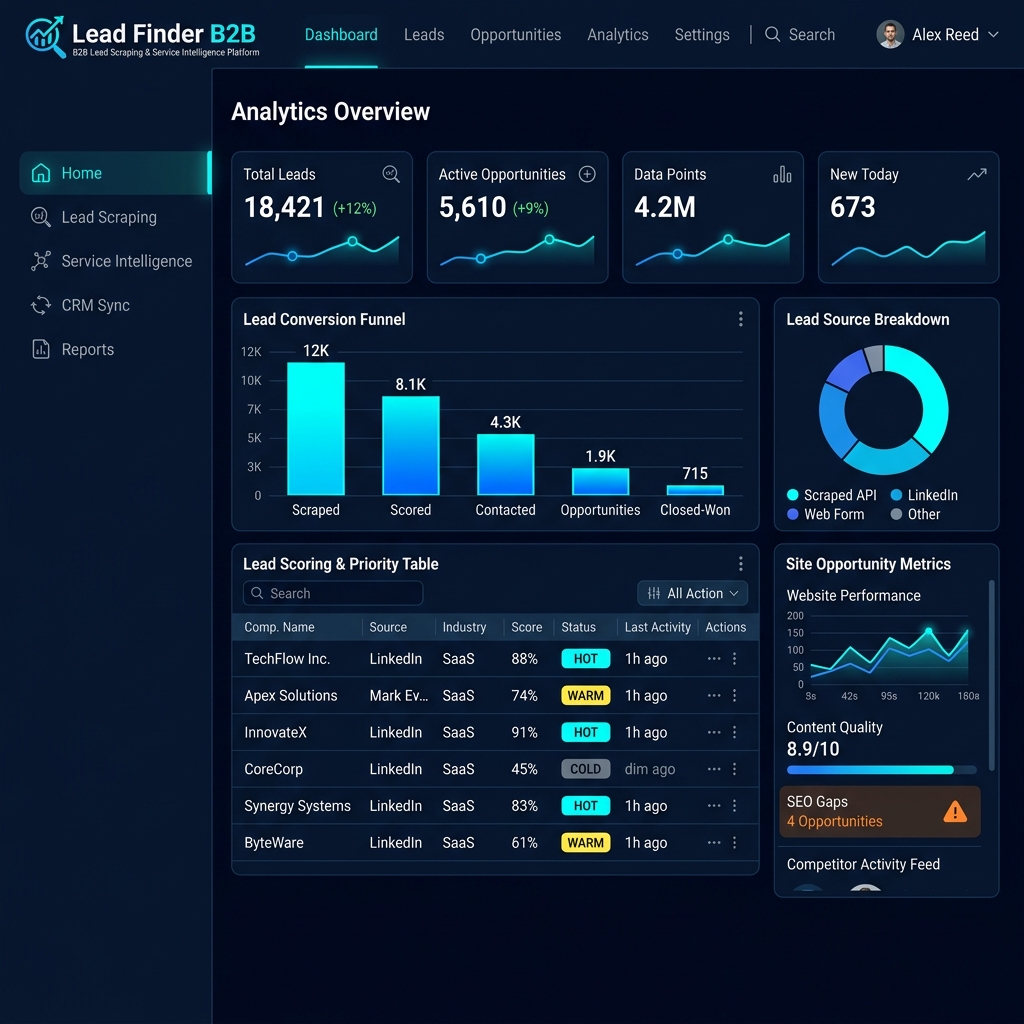 Lead Finder B2B
B2B Lead Scraping & Service Intelligence Platform
Dashboard Leads Opportunities Analytics Settings Search Alex Reed
Home
Lead Scraping
Service Intelligence
CRM Sync
Reports
Analytics Overview
Total Leads
18,421 (+12%)
Active Opportunities
5,610 (+9%)
Data Points
4.2M
New Today
673
Lead Conversion Funnel
12K
10K
7K
5K
3K
0
12K
8.1K
4.3K
1.9K
715
Scraped Scored Contacted Opportunities Closed-Won
Lead Source Breakdown
Scraped API LinkedIn
Web Form Other
Lead Scoring & Priority Table
Search All Action
Comp. Name Source Industry Score Status Last Activity Actions
TechFlow Inc. LinkedIn SaaS 88% HOT 1h ago
Apex Solutions Mark Ev... SaaS 74% WARM 1h ago
InnovateX LinkedIn SaaS 91% HOT 1h ago
CoreCorp LinkedIn SaaS 45% COLD dim ago
Synergy Systems LinkedIn SaaS 83% HOT 1h ago
ByteWare LinkedIn SaaS 61% WARM 1h ago
Site Opportunity Metrics
Website Performance
200
150
100
50
0
42s 95s 120k
Content Quality
8.9/10
SEO Gaps
4 Opportunities
Competitor Activity Feed